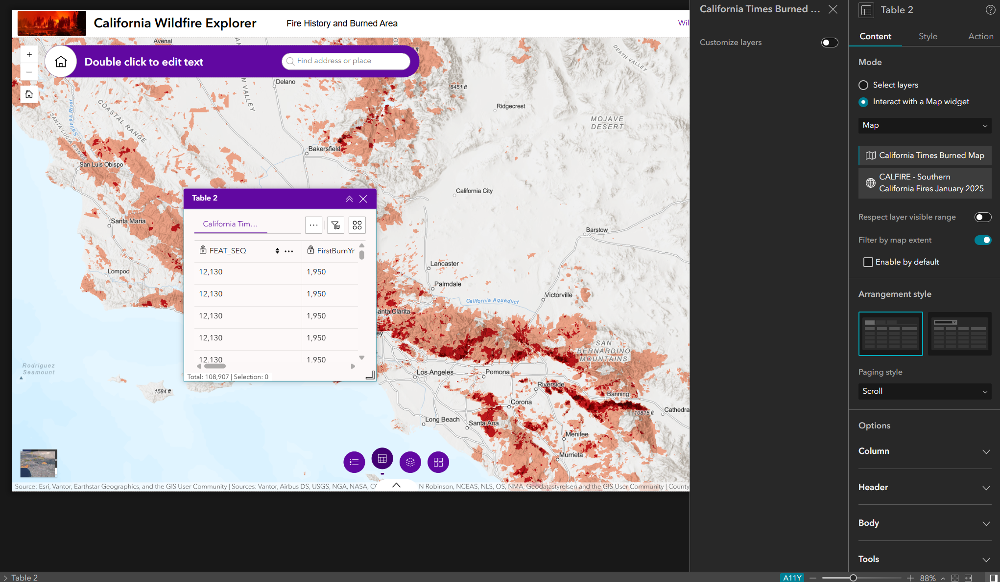 California Wildfire Explorer
Fire History and Burned Area
Wil
Double click to edit text
Find address or place
Avenal
Delano
8451 ft
DEATH VALLEY
Ridgecrest
MOJAVE
DESERT
COASTAL RANGE
SANTA LUCIA RANGE
Salinas River
N VALLEY
Bakersfield
San Luis Obispo
California City
Santa Maria
Barstow
Lompoc
Lancaster
Palmdale
Victorville
California Aqueduct
anta Clarita
ey
SAN
BERNARDINO
MOUNTAINS
Rodriguez
Seamount
1584 ft
Los Angeles
Pomona
Riverside
Banning
Corona
10815 ft
Cathedra
Long Beach
Santa Ana
Menifee
Murrieta
Table 2
California Tim...
FEAT_SEQ
FirstBurnYr
12,130 1,950
12,130 1,950
12,130 1,950
12,130 1,950
12,130 1,950
Total: 108,907 | Selection: 0
Source: Esri, Vantor, Earthstar Geographics, and the GIS User Community | Sources: Vantor, Airbus DS, USGS, NGA, NASA, N Robinson, NCEAS, NLS, OS, NMA, Geodatastyrelsen and the GIS User Community | County
California Times Burned ...
Customize layers
Table 2
Content Style Action
Mode
Select layers
Interact with a Map widget
Map
California Times Burned Map
CALFIRE - Southern
California Fires January 2025
Respect layer visible range
Filter by map extent
Enable by default
Arrangement style
Paging style
Scroll
Options
Column
Header
Body
Tools
Table 2
A11Y
88%